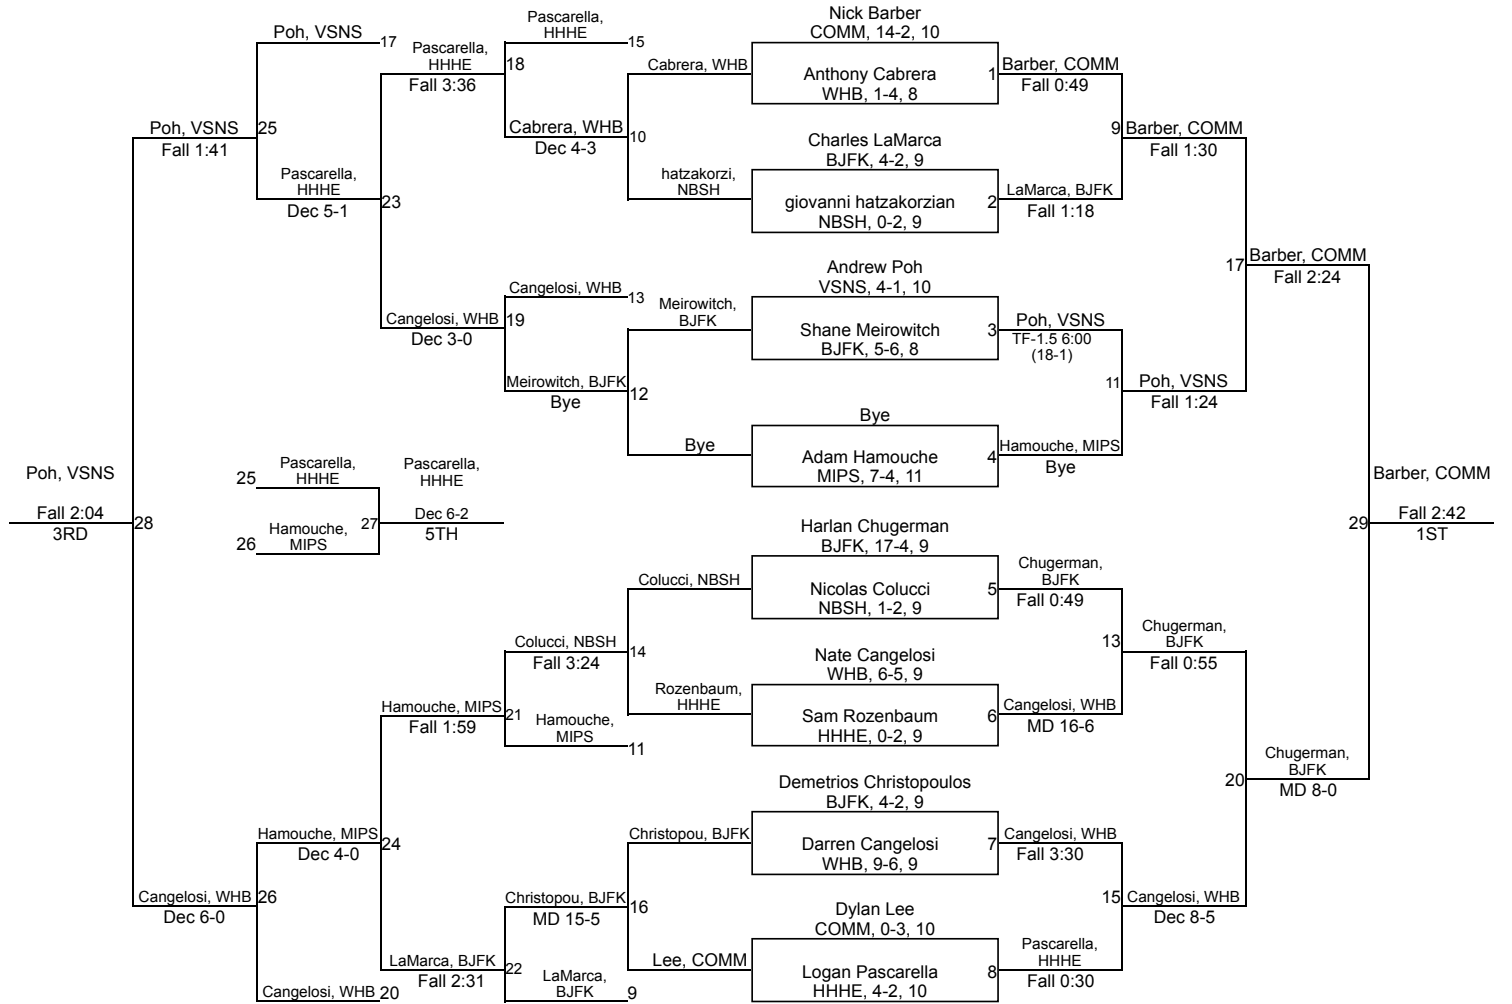 Nick Barber
COMM, 14-2, 10
Anthony Cabrera
WHB, 1-4, 8
1
Charles LaMarca
BJFK, 4-2, 9
giovanni hatzakorzian
NBSH, 0-2, 9
2
Andrew Poh
VSNS, 4-1, 10
Shane Meirowitch
BJFK, 5-6, 8
3
Bye
Adam Hamouche
MIPS, 7-4, 11
4
Harlan Chugerman
BJFK, 17-4, 9
Nicolas Colucci
NBSH, 1-2, 9
5
Nate Cangelosi
WHB, 6-5, 9
Sam Rozenbaum
HHHE, 0-2, 9
6
Demetrios Christopoulos
BJFK, 4-2, 9
Darren Cangelosi
WHB, 9-6, 9
7
Dylan Lee
COMM, 0-3, 10
Logan Pascarella
HHHE, 4-2, 10
8
Barber, COMM
Fall 0:49
LaMarca, BJFK
Fall 1:18
Poh, VSNS
TF-1.5 6:00
(18-1)
Hamouche, MIPS
Bye
Chugerman,
BJFK
Fall 0:49
Cangelosi, WHB
MD 16-6
Cangelosi, WHB
Fall 3:30
Pascarella,
HHHE
Fall 0:30
9
Barber, COMM
Fall 1:30
11
Poh, VSNS
Fall 1:24
13
Chugerman,
BJFK
Fall 0:55
15
Cangelosi, WHB
Dec 8-5
17
Barber, COMM
Fall 2:24
20
Chugerman,
BJFK
MD 8-0
Barber, COMM
29
Fall 2:42
1ST
Cabrera, WHB
hatzakorzi,
NBSH
Meirowitch,
BJFK
Bye
Colucci, NBSH
Rozenbaum,
HHHE
Christopou, BJFK
Lee, COMM
Pascarella,
HHHE
15
Cabrera, WHB
10
Dec 4-3
Cangelosi, WHB
13
Meirowitch, BJFK
12
Bye
Colucci, NBSH
14
Fall 3:24
Hamouche,
MIPS
11
Christopou, BJFK
16
MD 15-5
LaMarca,
BJFK
9
Pascarella,
HHHE
18
Fall 3:36
Cangelosi, WHB
19
Dec 3-0
Hamouche, MIPS
21
Fall 1:59
LaMarca, BJFK
22
Fall 2:31
Poh, VSNS
17
Pascarella,
HHHE
23
Dec 5-1
Hamouche, MIPS
24
Dec 4-0
Cangelosi, WHB
20
Poh, VSNS
25
Fall 1:41
Cangelosi, WHB
26
Dec 6-0
Poh, VSNS
Fall 2:04
28
3RD
25
Pascarella,
HHHE
26
Hamouche,
MIPS
27
Pascarella,
HHHE
Dec 6-2
5TH